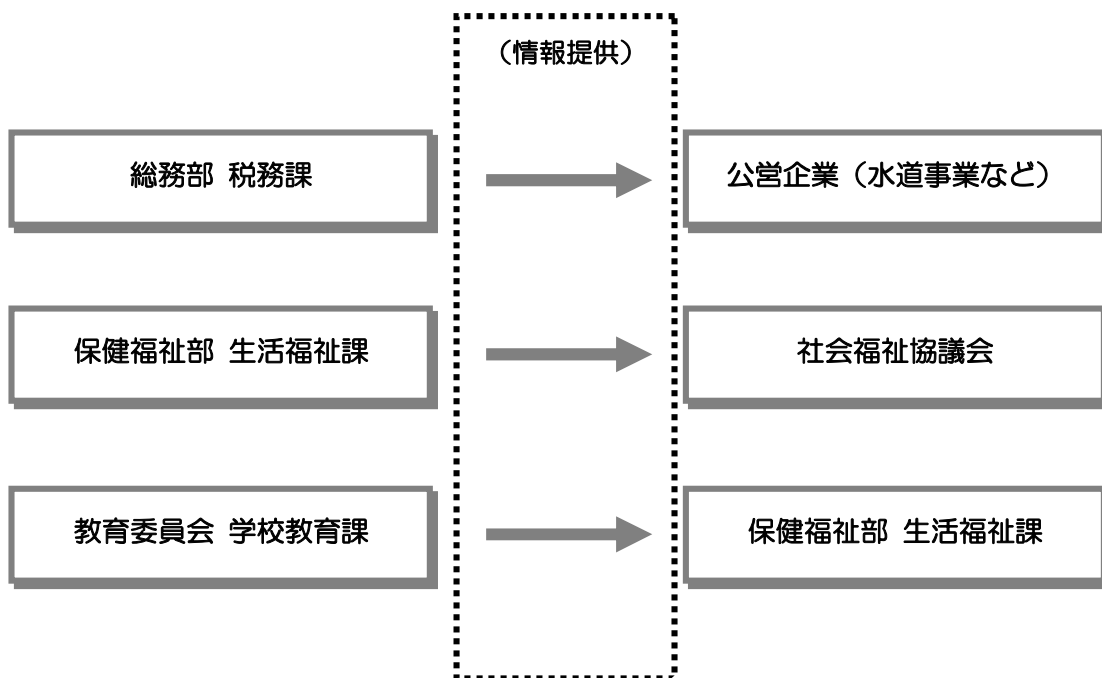 （情報提供）
総務部 税務課
公営企業（水道事業など）
保健福祉部 生活福祉課
社会福祉協議会
教育委員会 学校教育課
保健福祉部 生活福祉課